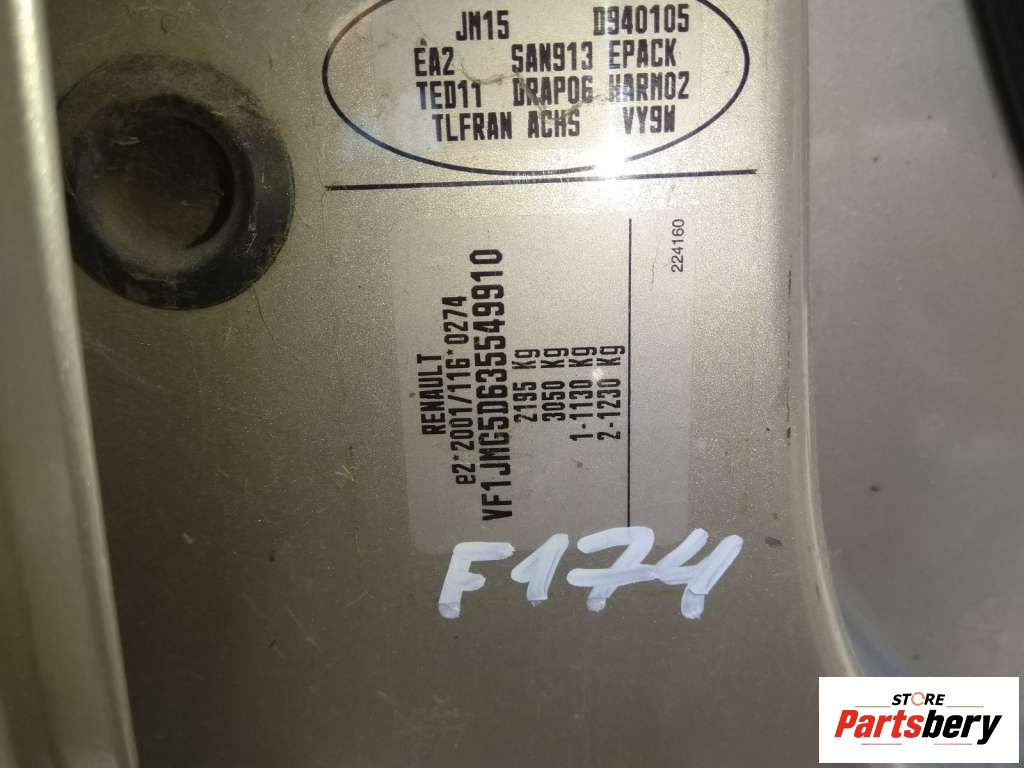 JM15 D940105
EA2 SAN913 EPACK
TED11 DRAP06 HARM02
TLFRAN ACHS VY9W
RENAULT
e2*2001/116*0274
VF1JMG5D635549910
2195 Kg
3050 Kg
1-1130 Kg
2-1230 Kg
224160
F174
STORE
Partsbery